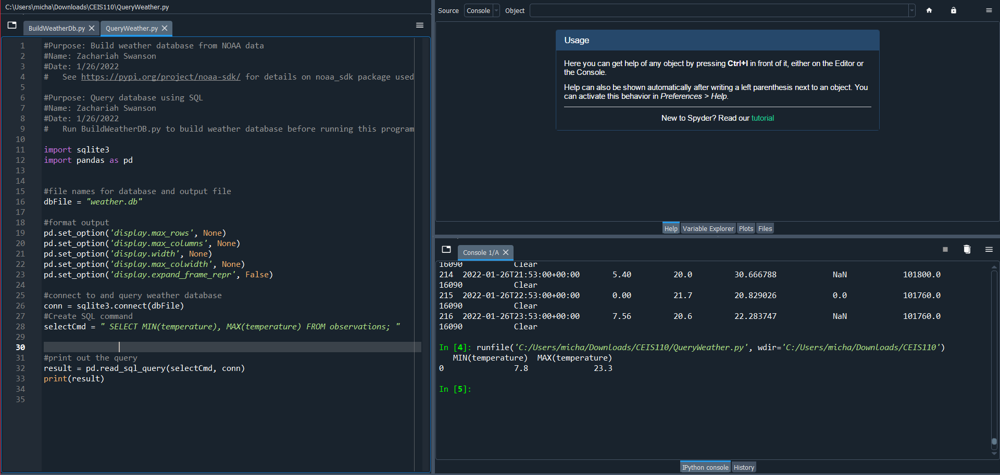 C:\Users\micha\Downloads\CEIS110\QueryWeather.py
BuildWeatherDb.py
QueryWeather.py
1 #Purpose: Build weather database from NOAA data
2 #Name: Zachariah Swanson
3 #Date: 1/26/2022
4 #   See https://pypi.org/project/noaa-sdk/ for details on noaa_sdk package used
5
6 #Purpose: Query database using SQL
7 #Name: Zachariah Swanson
8 #Date: 1/26/2022
9 #   Run BuildWeatherDB.py to build weather database before running this program
10
11 import sqlite3
12 import pandas as pd
13
14
15 #file names for database and output file
16 dbFile = "weather.db"
17
18 #format output
19 pd.set_option('display.max_rows', None)
20 pd.set_option('display.max_columns', None)
21 pd.set_option('display.width', None)
22 pd.set_option('display.max_colwidth', None)
23 pd.set_option('display.expand_frame_repr', False)
24
25 #connect to and query weather database
26 conn = sqlite3.connect(dbFile)
27 #Create SQL command
28 selectCmd = " SELECT MIN(temperature), MAX(temperature) FROM observations; "
29
30
31 #print out the query
32 result = pd.read_sql_query(selectCmd, conn)
33 print(result)
34
35
Source Console Object
Usage
Here you can get help of any object by pressing Ctrl+I in front of it, either on the Editor or
the Console.
Help can also be shown automatically after writing a left parenthesis next to an object. You
can activate this behavior in Preferences > Help.
New to Spyder? Read our tutorial
Help Variable Explorer Plots Files
Console 1/A
16090 Clear
214 2022-01-26T21:53:00+00:00 5.40 20.0 30.666788 NaN 101800.0
16090 Clear
215 2022-01-26T22:53:00+00:00 0.00 21.7 20.829026 0.0 101760.0
16090 Clear
216 2022-01-26T23:53:00+00:00 7.56 20.6 22.283747 NaN 101760.0
16090 Clear
In [4]: runfile('C:/Users/micha/Downloads/CEIS110/QueryWeather.py', wdir='C:/Users/micha/Downloads/CEIS110')
MIN(temperature) MAX(temperature)
0 7.8 23.3
In [5]:
IPython console History